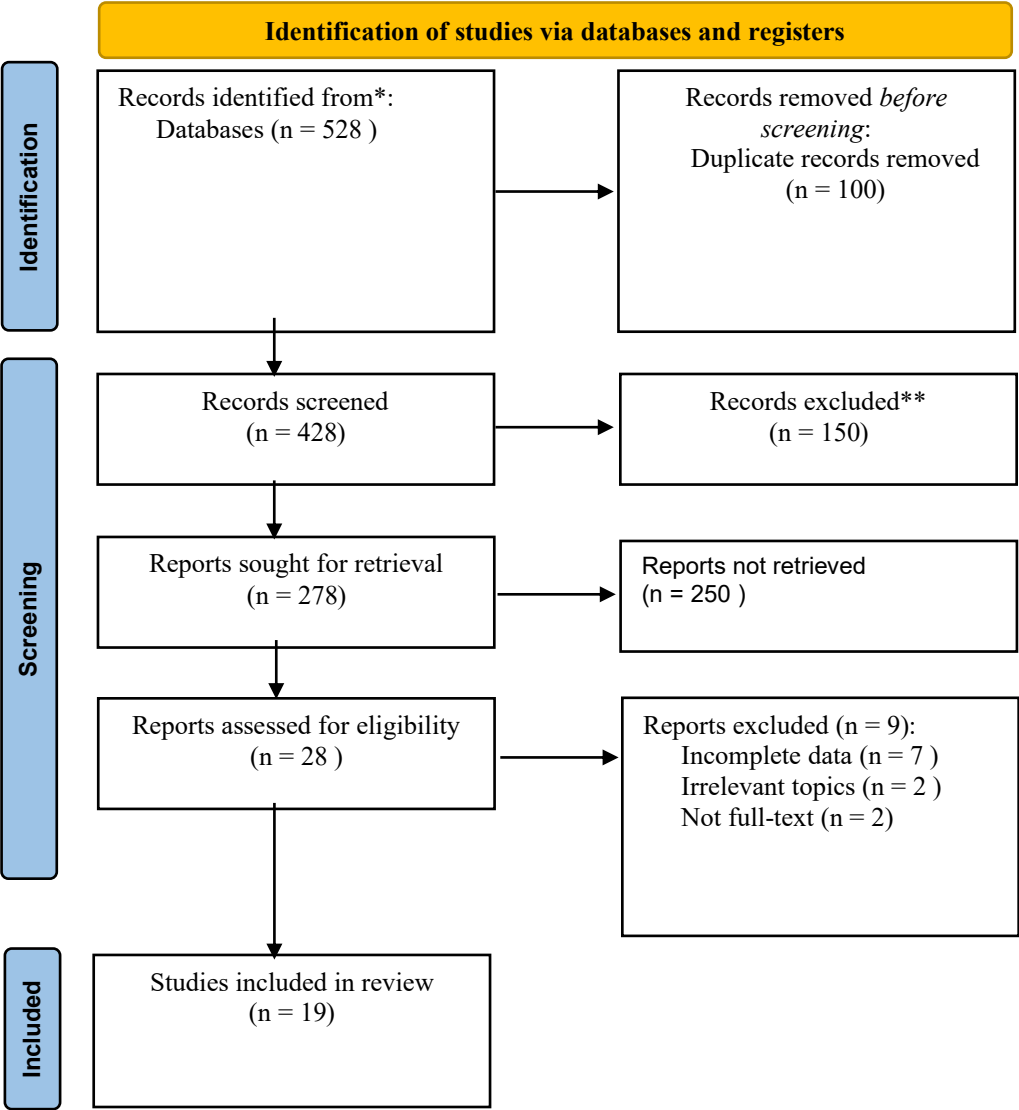 Identification of studies via databases and registers
Identification
Records identified from*:
Databases (n = 528 )
Records removed before
screening:
Duplicate records removed
(n = 100)
Screening
Records screened
(n = 428)
Records excluded**
(n = 150)
Reports sought for retrieval
(n = 278)
Reports not retrieved
(n = 250 )
Reports assessed for eligibility
(n = 28 )
Reports excluded (n = 9):
Incomplete data (n = 7 )
Irrelevant topics (n = 2 )
Not full-text (n = 2)
Included
Studies included in review
(n = 19)